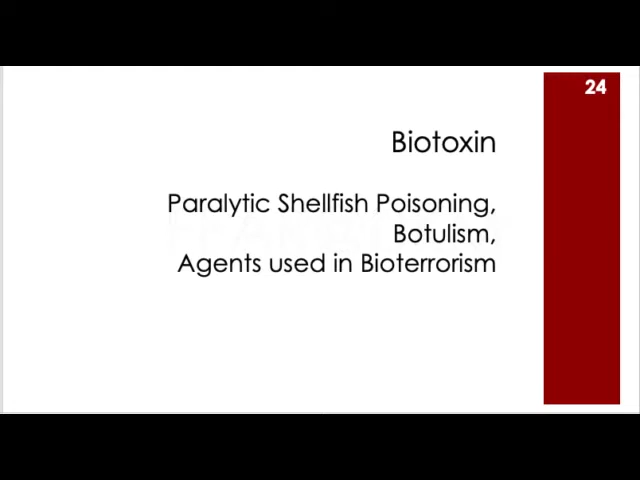 24
Biotoxin
Paralytic Shellfish Poisoning,
Botulism,
Agents used in Bioterrorism